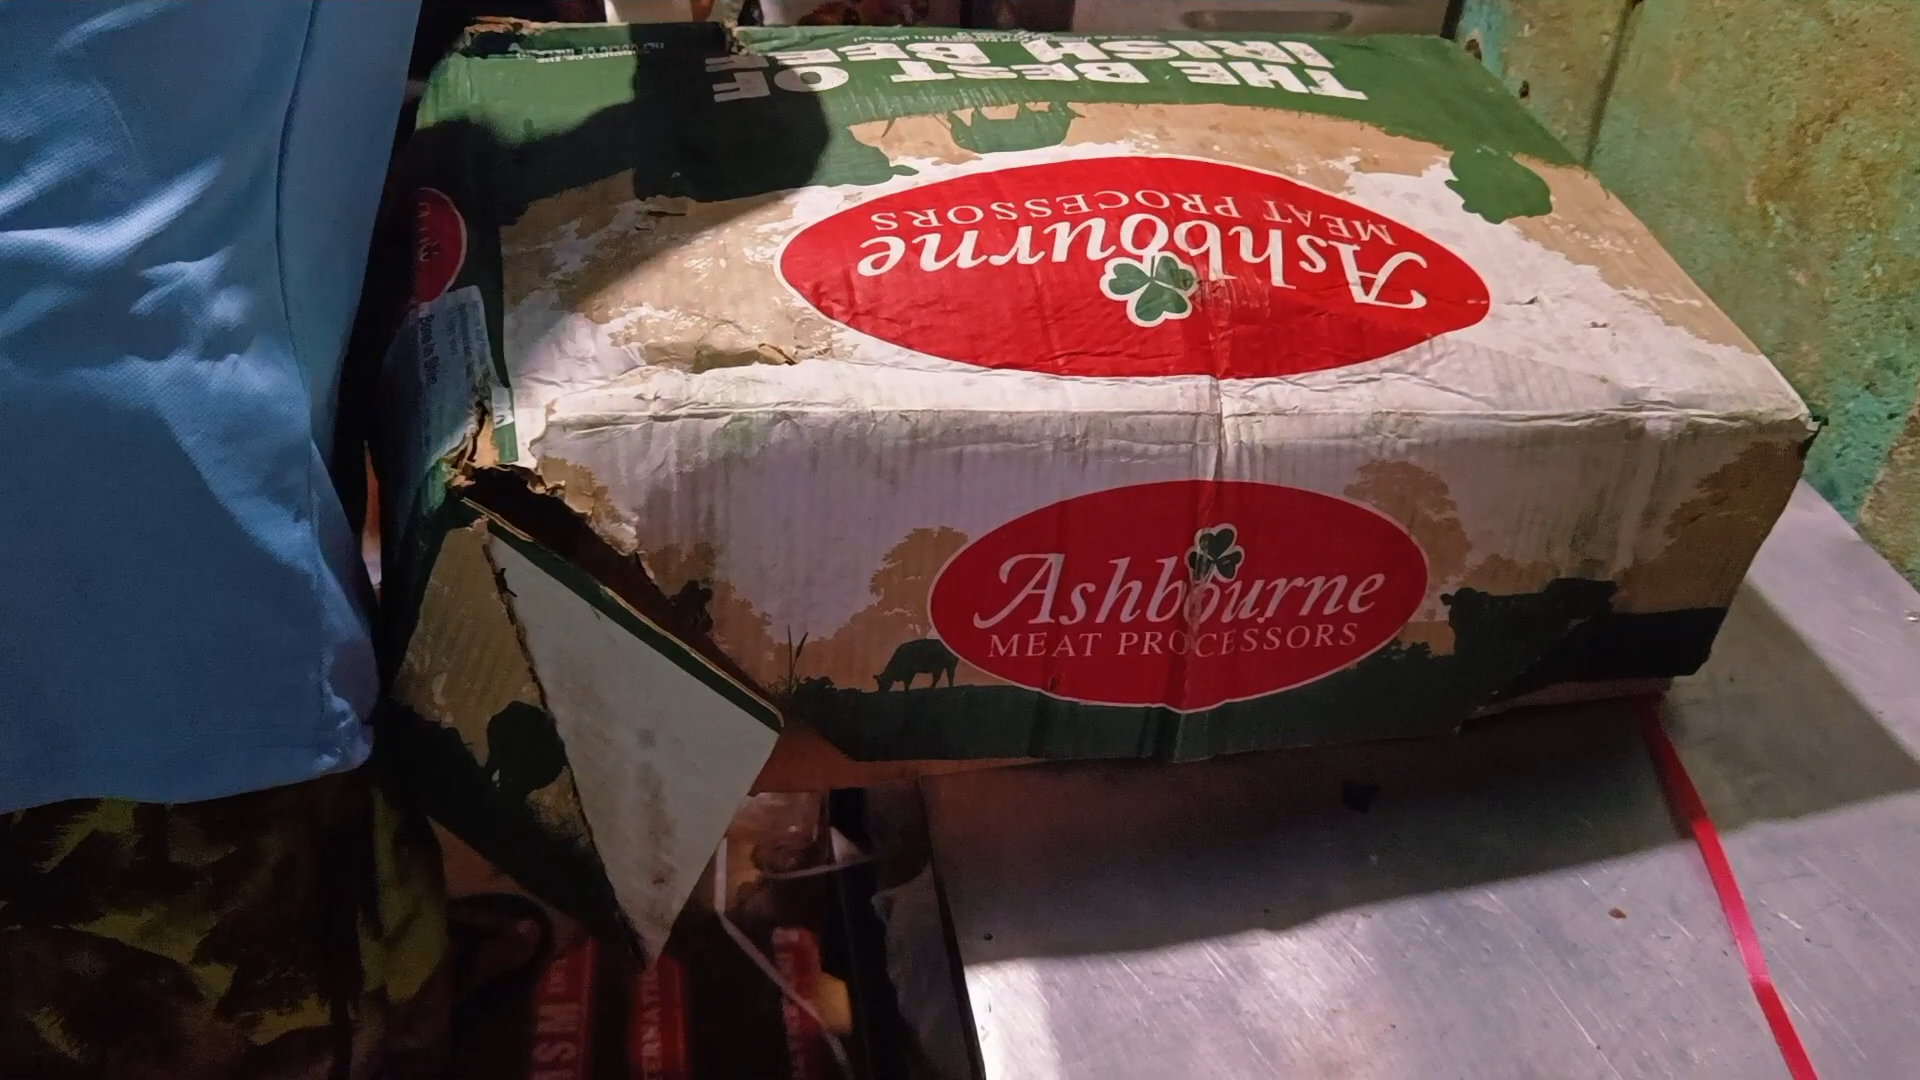 THE BEST OF
IRISH BEEF
Ashbourne
MEAT PROCESSORS
Ashbourne
MEAT PROCESSORS